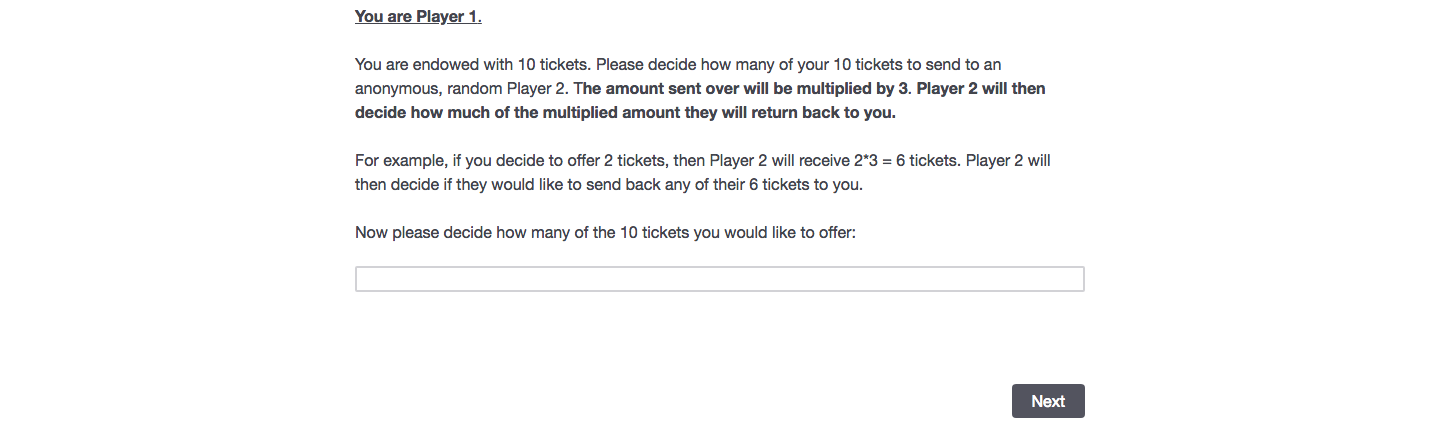 You are Player 1.
You are endowed with 10 tickets. Please decide how many of your 10 tickets to send to an
anonymous, random Player 2. The amount sent over will be multiplied by 3. Player 2 will then
decide how much of the multiplied amount they will return back to you.
For example, if you decide to offer 2 tickets, then Player 2 will receive 2*3 = 6 tickets. Player 2 will
then decide if they would like to send back any of their 6 tickets to you.
Now please decide how many of the 10 tickets you would like to offer:
Next